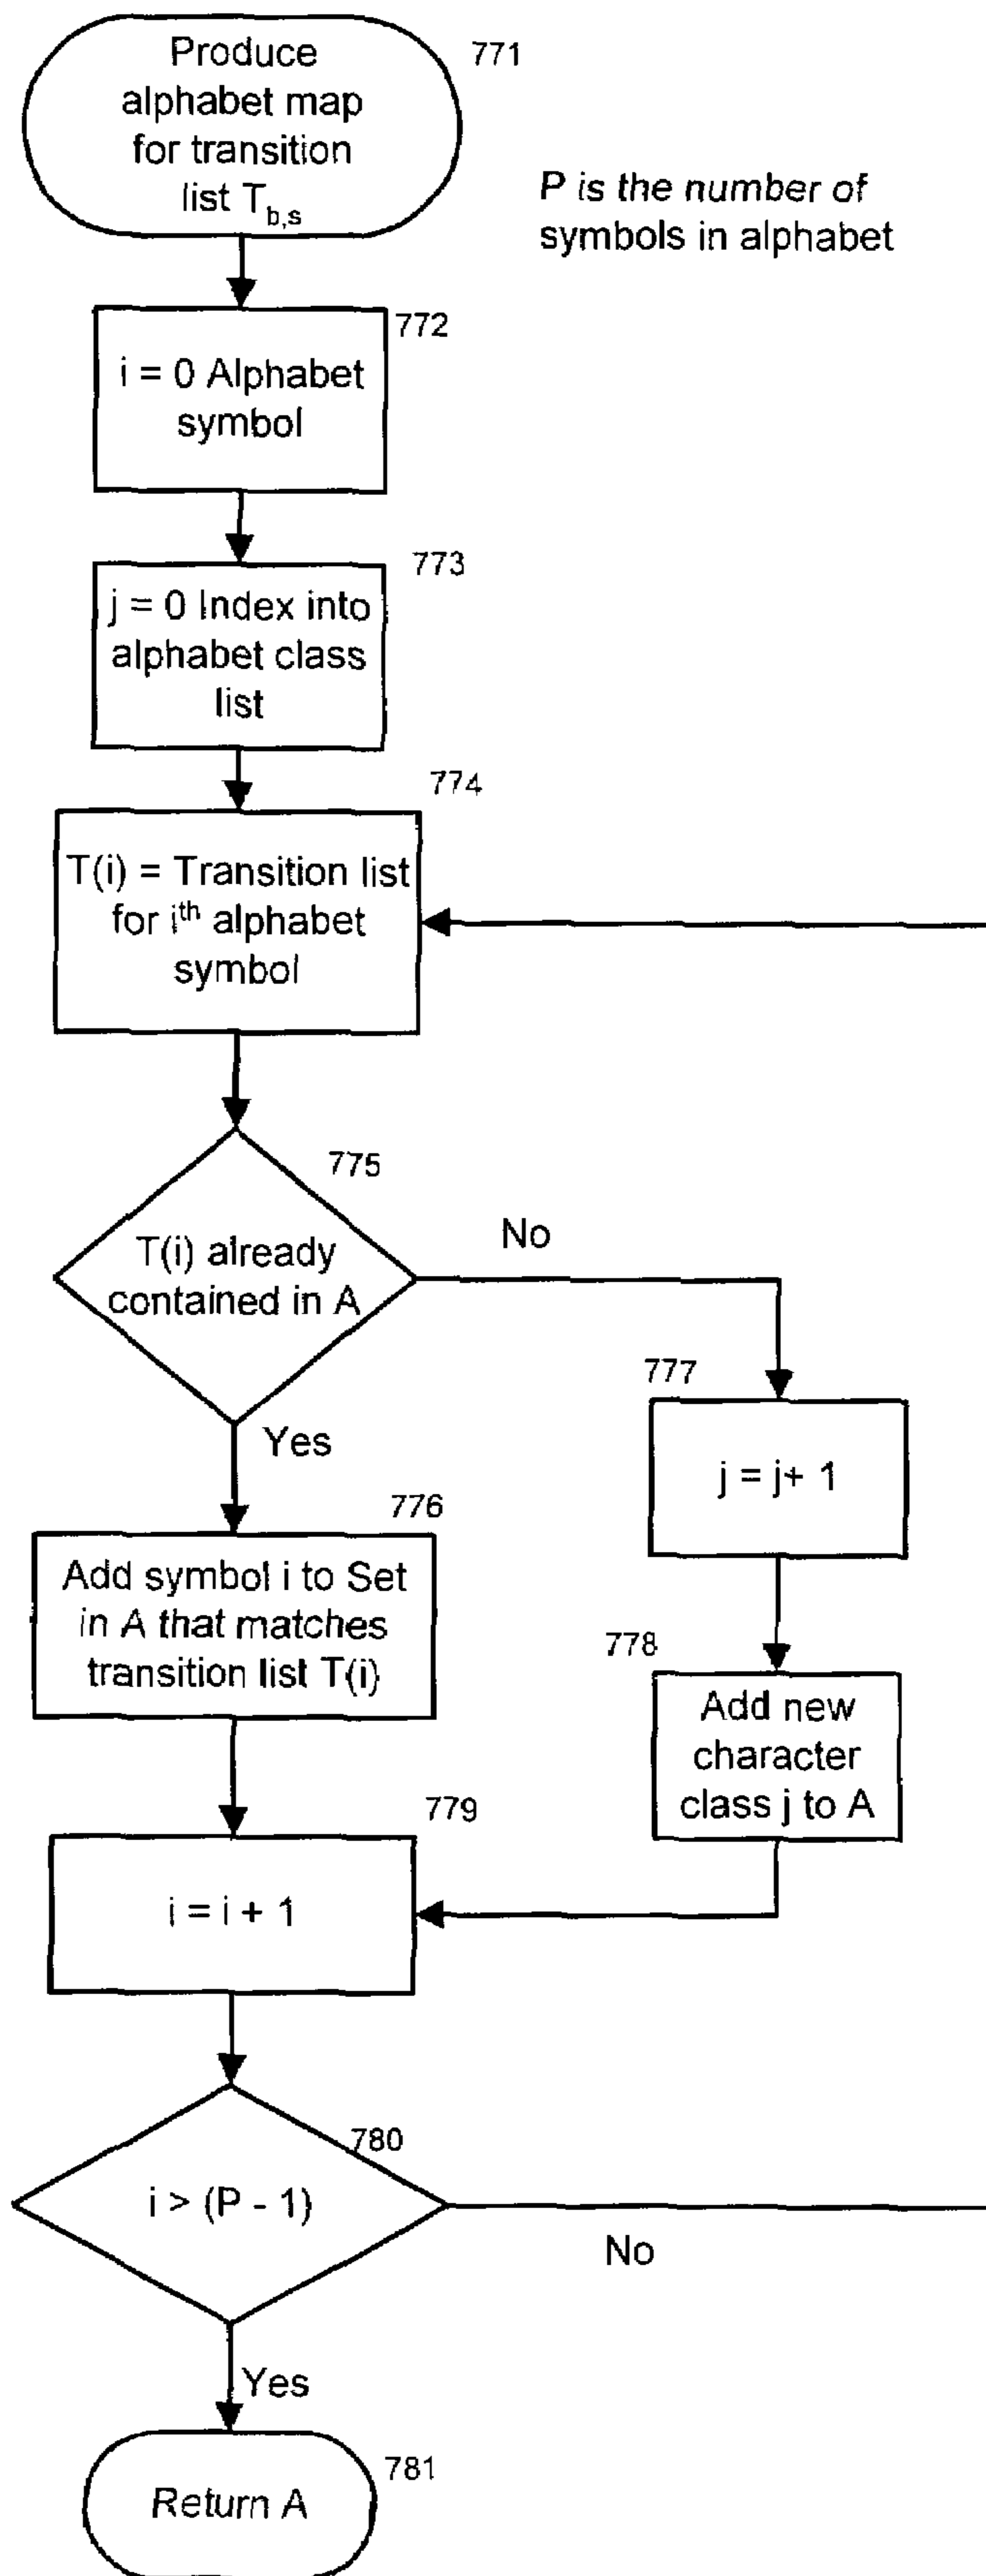 Produce
alphabet map
for transition
list T_b,s
771
P is the number of
symbols in alphabet
772
i = 0 Alphabet
symbol
773
j = 0 Index into
alphabet class
list
774
T(i) = Transition list
for i^th alphabet
symbol
775
T(i) already
contained in A
No
Yes
777
j = j+ 1
776
Add symbol i to Set
in A that matches
transition list T(i)
778
Add new
character
class j to A
779
i = i + 1
780
i > (P - 1)
No
Yes
781
Return A